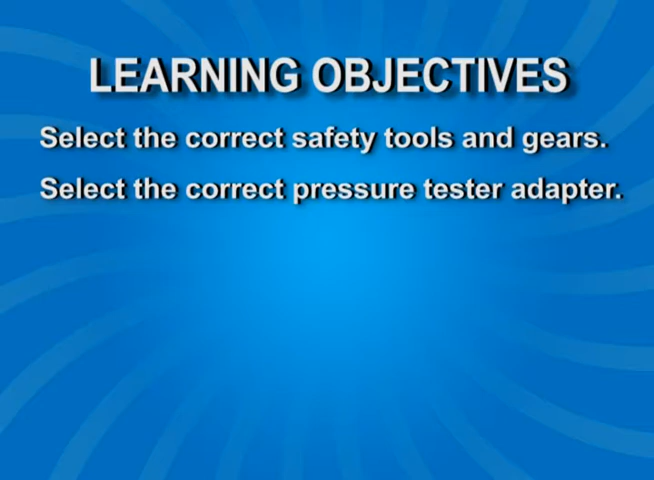 LEARNING OBJECTIVES
Select the correct safety tools and gears.
Select the correct pressure tester adapter.